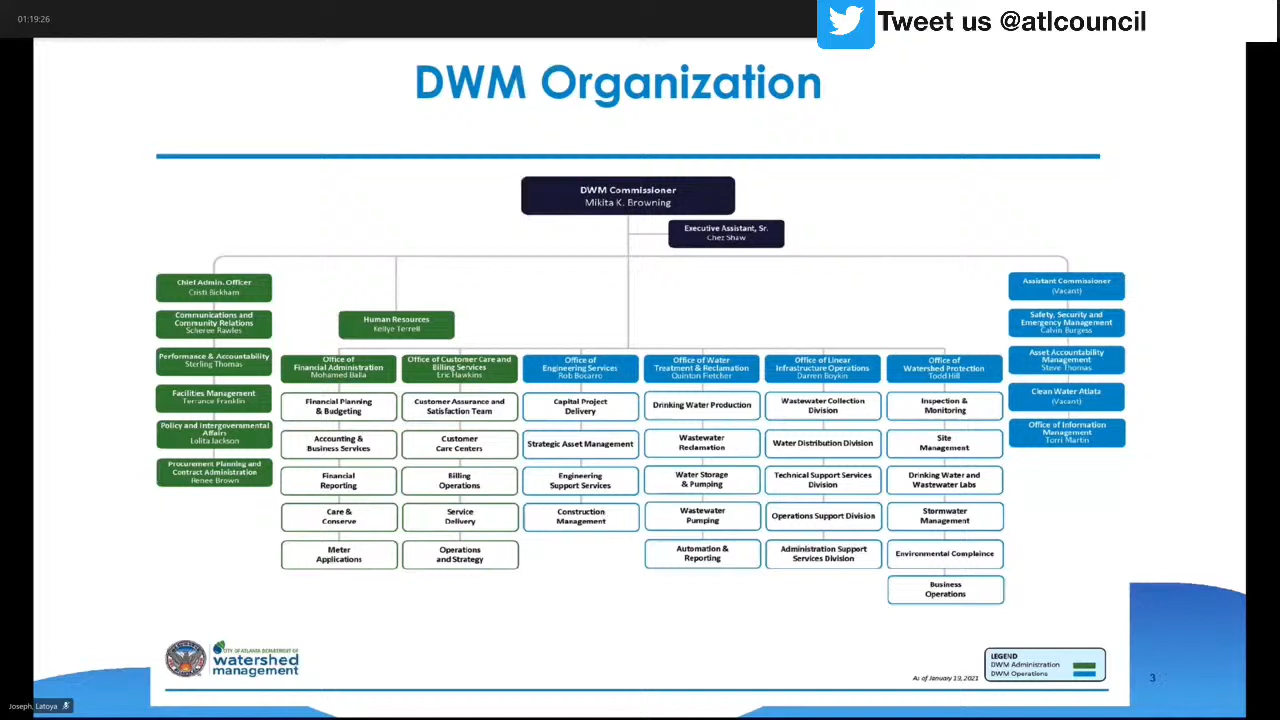 01:19:26
Tweet us @atlcouncil
DWM Organization
DWM Commissioner
Mikita K. Browning
Executive Assistant, Sr.
Chez Shaw
Chief Admin. Officer
Cristi Bickham
Communications and
Community Relations
Scheree Rawles
Performance & Accountability
Sterling Thomas
Facilities Management
Terrance Franklin
Policy and Intergovernmental
Affairs
Lolita Jackson
Procurement Planning and
Contract Administration
Renee Brown
Human Resources
Kellye Terrell
Office of
Financial Administration
Mohamed Balla
Financial Planning
& Budgeting
Accounting &
Business Services
Financial
Reporting
Care &
Conserve
Meter
Applications
Office of Customer Care and
Billing Services
Eric Hawkins
Customer Assurance and
Satisfaction Team
Customer
Care Centers
Billing
Operations
Service
Delivery
Operations
and Strategy
Office of
Engineering Services
Rob Bocarro
Capital Project
Delivery
Strategic Asset Management
Engineering
Support Services
Construction
Management
Office of Water
Treatment & Reclamation
Quinton Fletcher
Drinking Water Production
Wastewater
Reclamation
Water Storage
& Pumping
Wastewater
Pumping
Automation &
Reporting
Office of Linear
Infrastructure Operations
Darren Boykin
Wastewater Collection
Division
Water Distribution Division
Technical Support Services
Division
Operations Support Division
Administration Support
Services Division
Office of
Watershed Protection
Todd Hill
Inspection &
Monitoring
Site
Management
Drinking Water and
Wastewater Labs
Stormwater
Management
Environmental Complaince
Business
Operations
Assistant Commissioner
(Vacant)
Safety, Security and
Emergency Management
Calvin Burgess
Asset Accountability
Management
Steve Thomas
Clean Water Atlata
(Vacant)
Office of Information
Management
Torri Martin
CITY OF ATLANTA DEPARTMENT OF
watershed
management
As of January 19, 2021
LEGEND
DWM Administration
DWM Operations
3
Joseph, Latoya